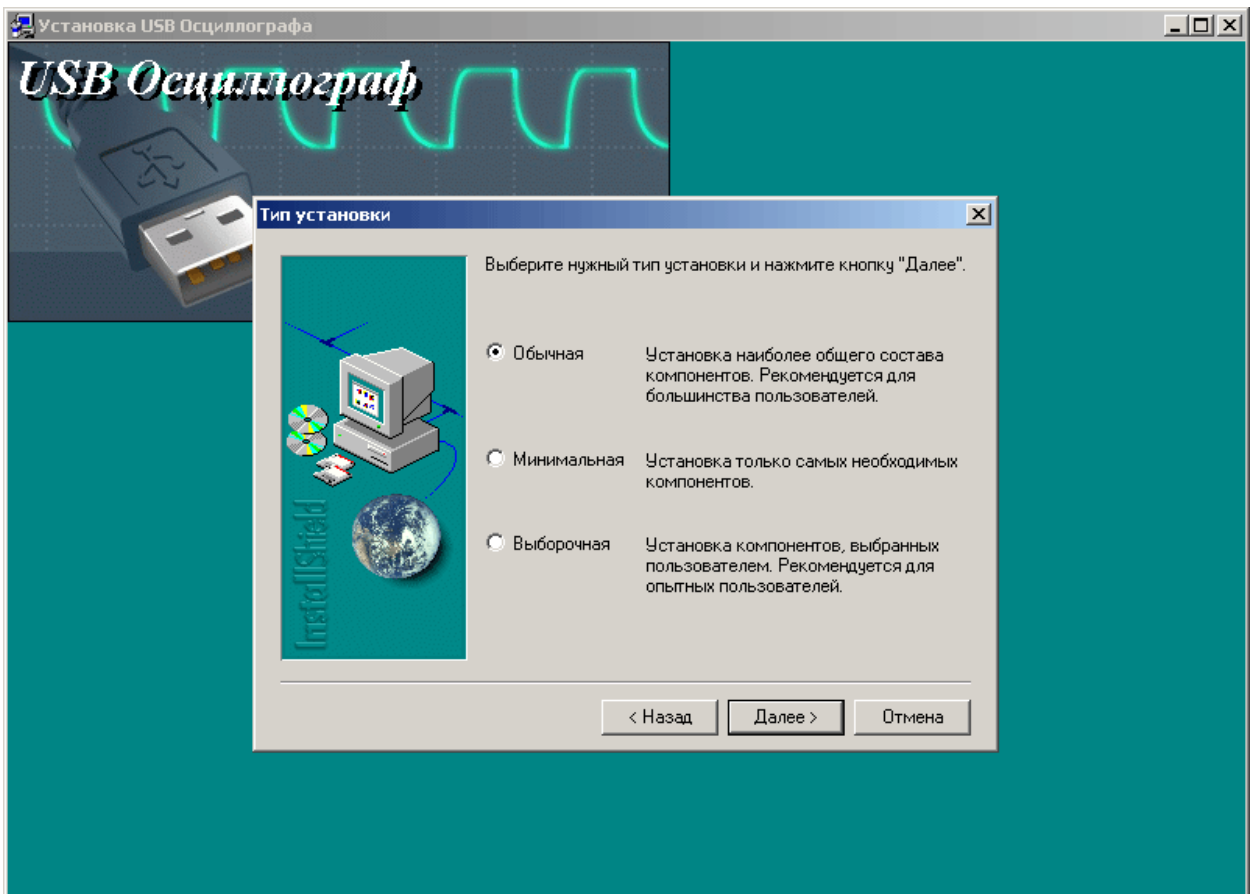 Установка USB Осциллографа
USB Осциллограф
Тип установки
Выберите нужный тип установки и нажмите кнопку "Далее".
Обычная
Установка наиболее общего состава
компонентов. Рекомендуется для
большинства пользователей.
Минимальная
Установка только самых необходимых
компонентов.
Выборочная
Установка компонентов, выбранных
пользователем. Рекомендуется для
опытных пользователей.
InstallShield
< Назад
Далее >
Отмена